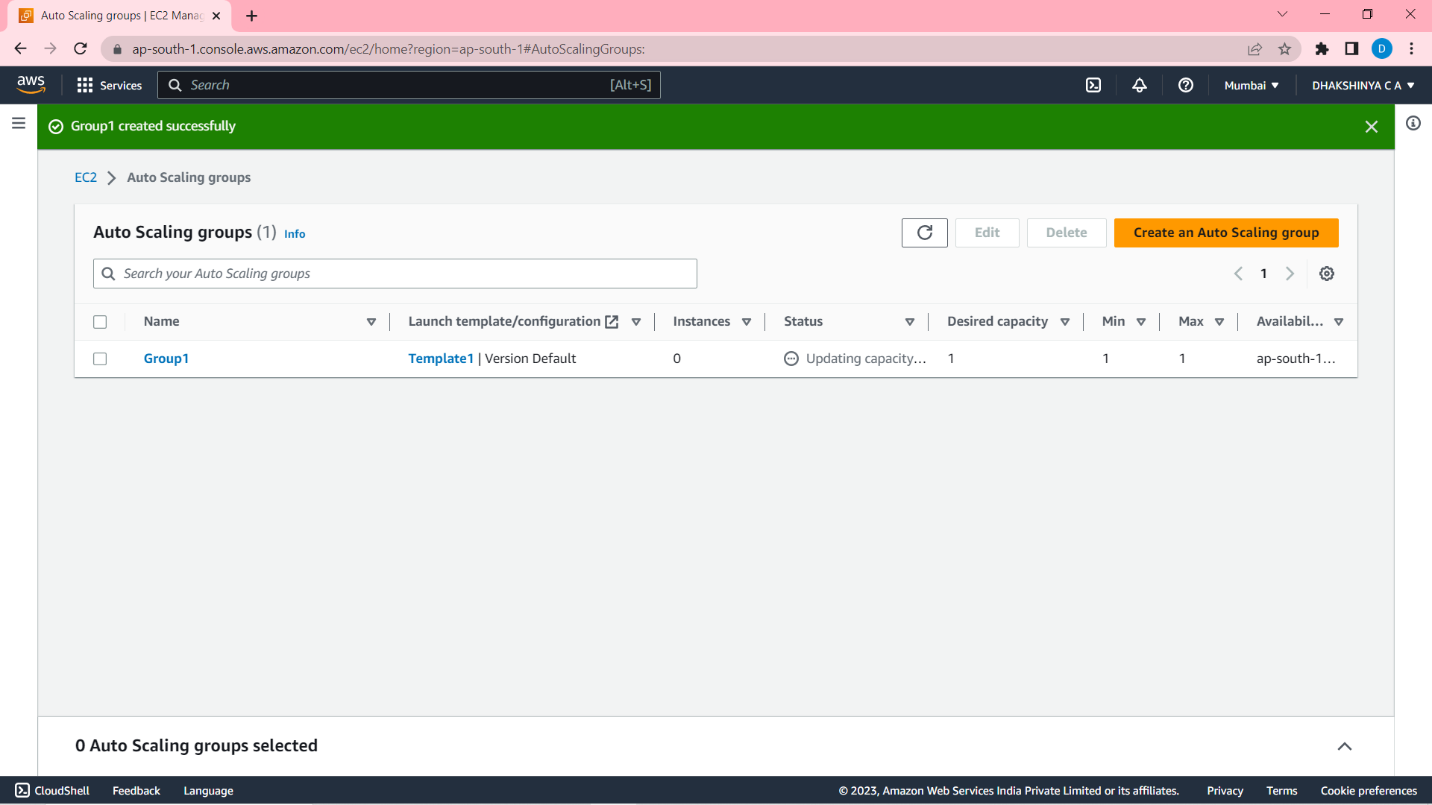 Auto Scaling groups | EC2 Manag
ap-south-1.console.aws.amazon.com/ec2/home?region=ap-south-1#AutoScalingGroups:
D
aws
Services
Search
[Alt+S]
Mumbai
DHAKSHINYA C A
Group1 created successfully
EC2
Auto Scaling groups
Auto Scaling groups (1) Info
Edit
Delete
Create an Auto Scaling group
Search your Auto Scaling groups
1
Name Launch template/configuration Instances Status Desired capacity Min Max Availabil...
Group1 Template1 | Version Default 0 Updating capacity... 1 1 1 ap-south-1...
0 Auto Scaling groups selected
CloudShell Feedback Language © 2023, Amazon Web Services India Private Limited or its affiliates. Privacy Terms Cookie preferences